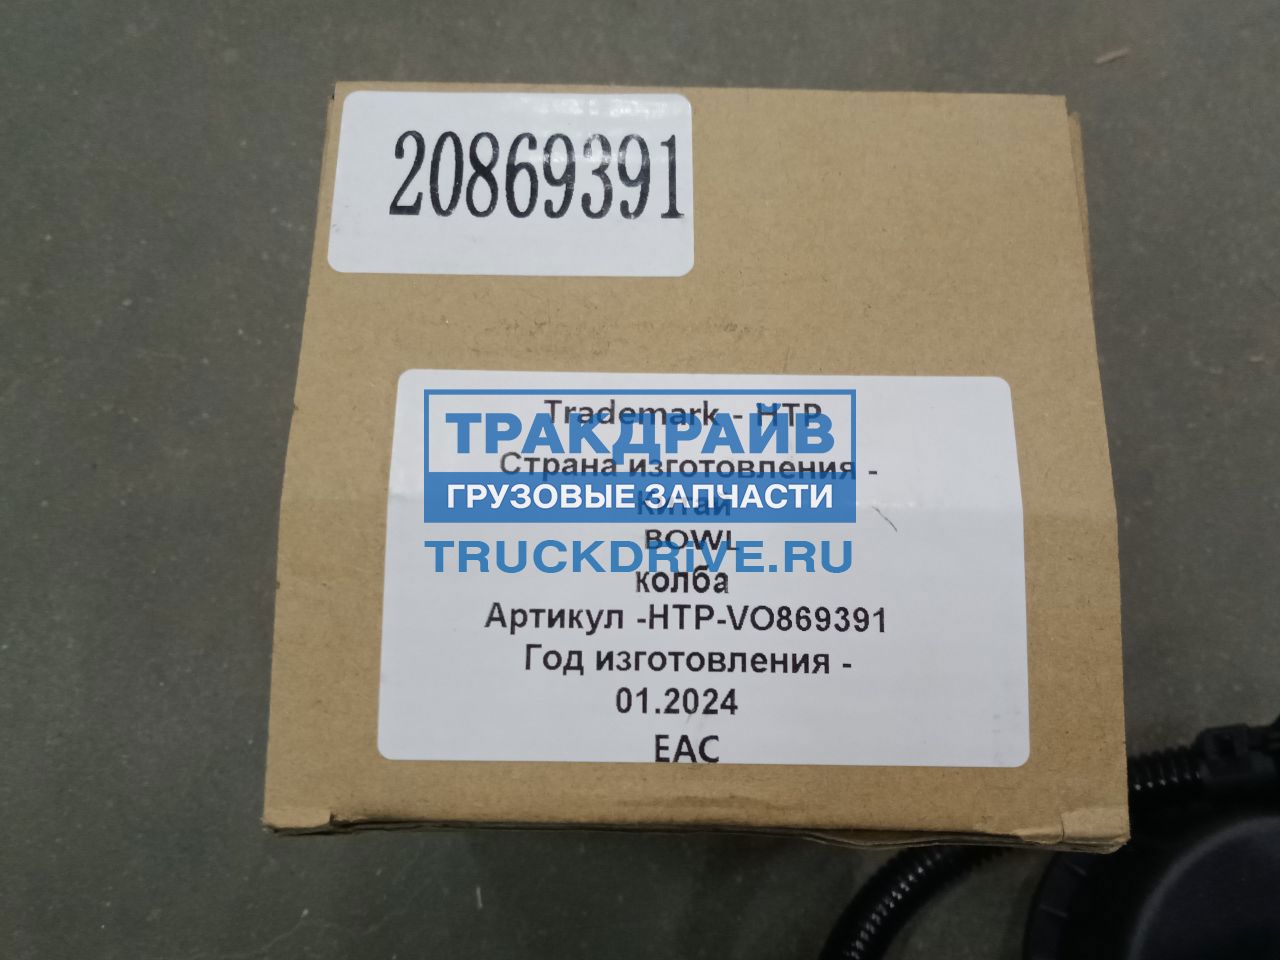 20869391
Trademark - HTP
ТРАКДРАЙВ
Страна изготовления -
ГРУЗОВЫЕ ЗАПЧАСТИ
Китай
BOWL
TRUCKDRiVE.RU
колба
Артикул -HTP-VO869391
Год изготовления -
01.2024
EAC